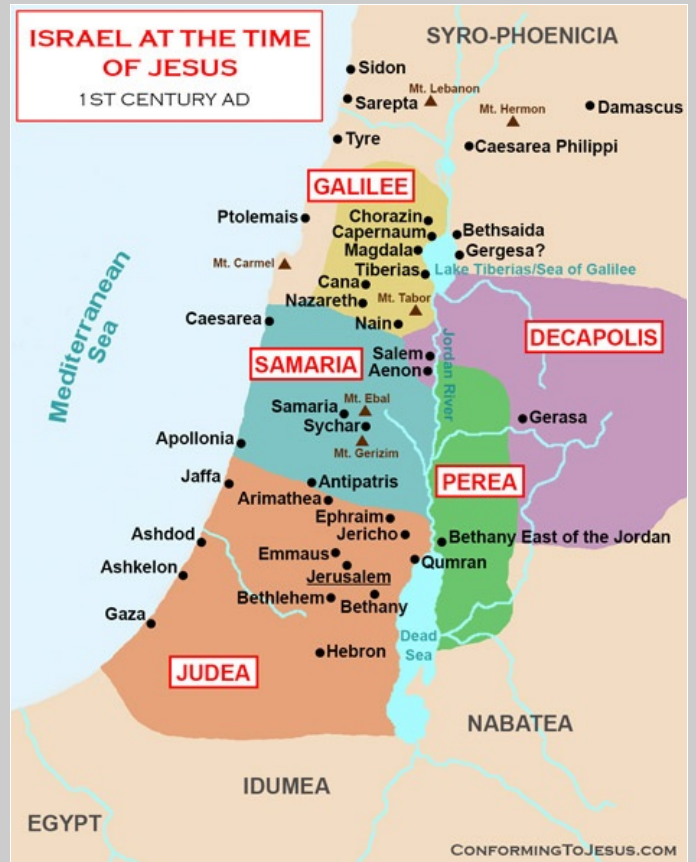 ISRAEL AT THE TIME
OF JESUS
1ST CENTURY AD
SYRO-PHOENICIA
Sidon
Mt. Lebanon
Sarepta
Mt. Hermon
Damascus
Tyre
Caesarea Philippi
GALILEE
Ptolemais
Chorazin
Capernaum
Bethsaida
Magdala
Gergesa?
Mt. Carmel
Tiberias
Lake Tiberias/Sea of Galilee
Cana
Nazareth
Mt. Tabor
Mediterranean
Sea
Caesarea
Nain
Jordan River
DECAPOLIS
SAMARIA
Salem
Aenon
Mt. Ebal
Samaria
Sychar
Gerasa
Apollonia
Mt. Gerizim
Jaffa
Antipatris
PEREA
Arimathea
Ephraim
Ashdod
Jericho
Bethany East of the Jordan
Emmaus
Qumran
Ashkelon
Jerusalem
Bethlehem
Bethany
Gaza
Dead
Sea
Hebron
JUDEA
NABATEA
IDUMEA
EGYPT
CONFORMINGTOJESUS.COM